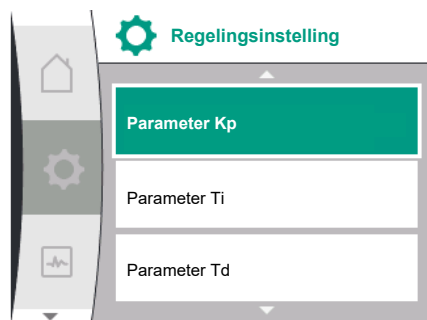 Regelingsinstelling
Parameter Kp
Parameter Ti
Parameter Td